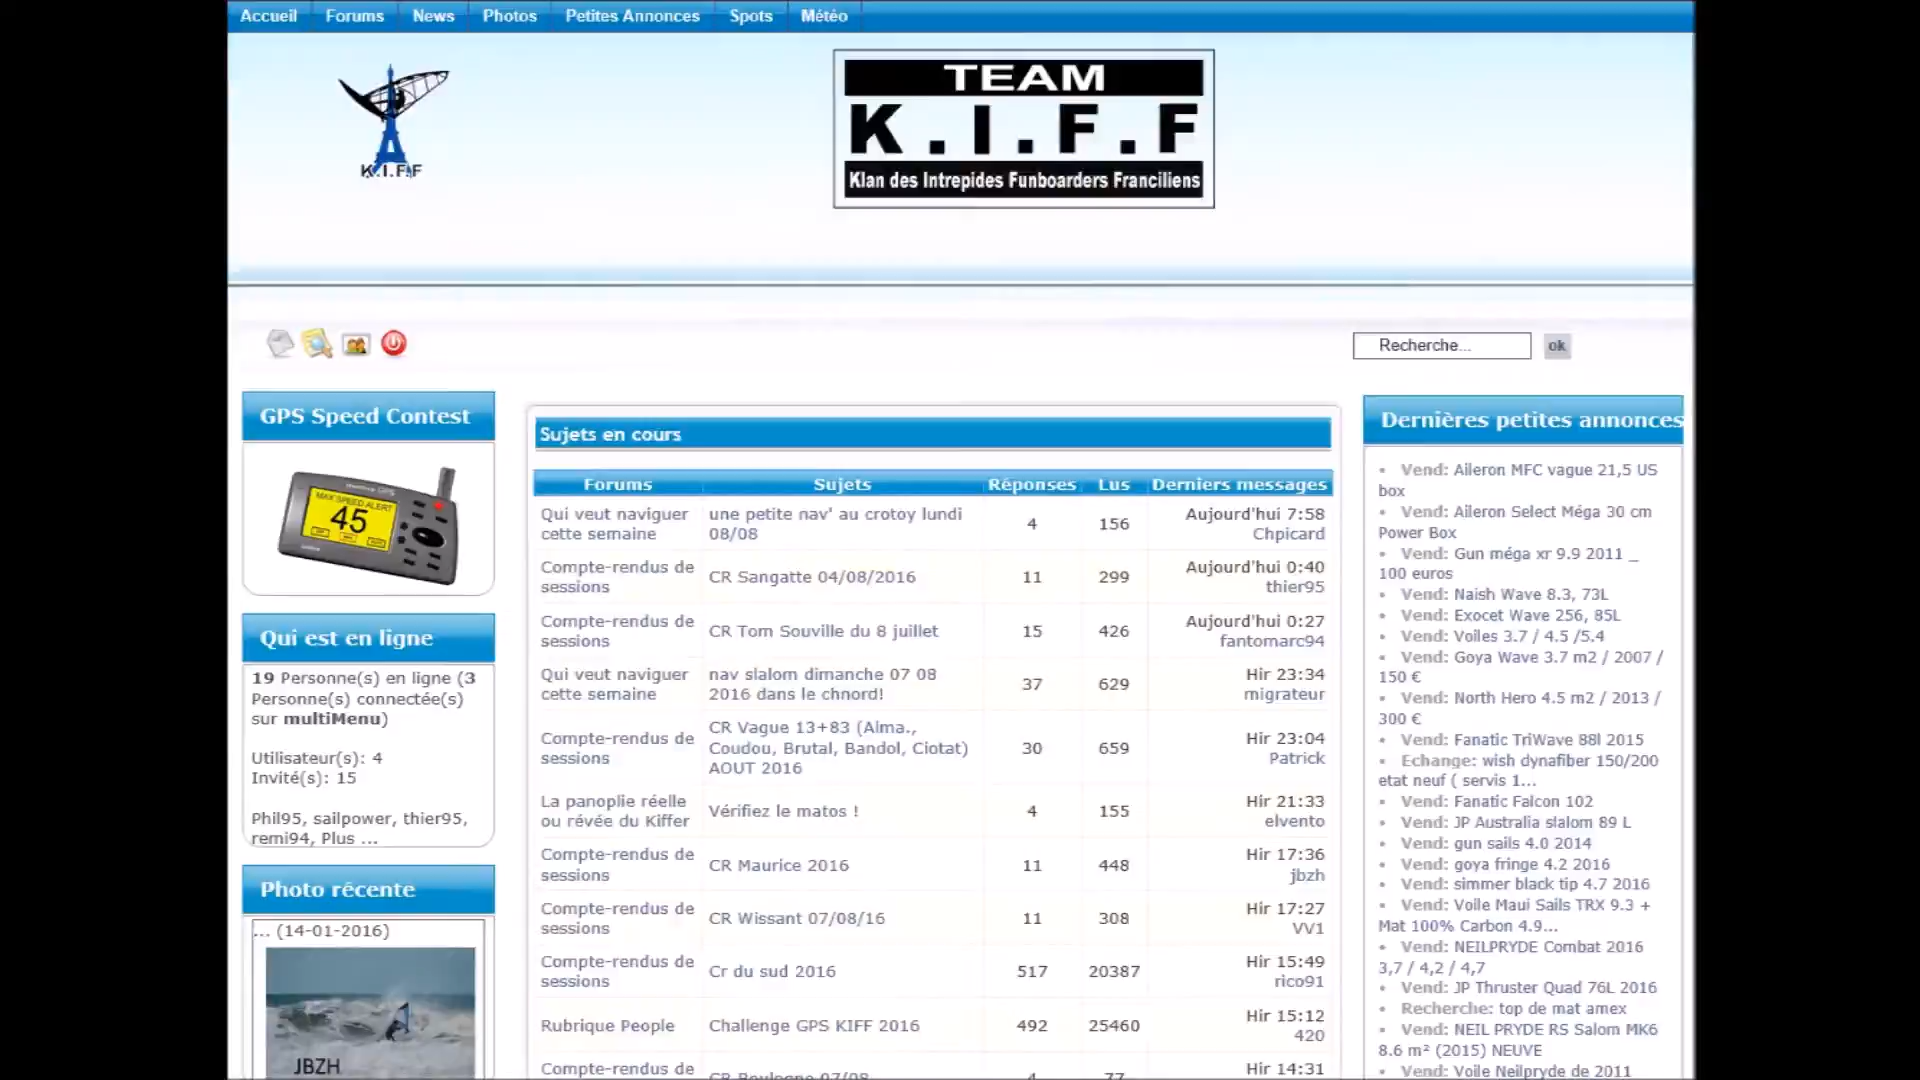 Accueil Forums News Photos Petites Annonces Spots Météo
K.I.F.F
TEAM
K.I.F.F
Klan des Intrepides Funboarders Franciliens
Recherche... ok
GPS Speed Contest
MAX SPEED ALERT
45
Qui est en ligne
19 Personne(s) en ligne (3
Personne(s) connectée(s)
sur multiMenu)
Utilisateur(s): 4
Invité(s): 15
Phil95, sailpower, thier95,
remi94, Plus ...
Photo récente
... (14-01-2016)
JBZH
Sujets en cours
Forums Sujets Réponses Lus Derniers messages
Qui veut naviguer une petite nav' au crotoy lundi 4 156 Aujourd'hui 7:58
cette semaine 08/08 Chpicard
Compte-rendus de CR Sangatte 04/08/2016 11 299 Aujourd'hui 0:40
sessions thier95
Compte-rendus de CR Tom Souville du 8 juillet 15 426 Aujourd'hui 0:27
sessions fantomarc94
Qui veut naviguer nav slalom dimanche 07 08 37 629 Hir 23:34
cette semaine 2016 dans le chnord! migrateur
CR Vague 13+83 (Alma.,
Compte-rendus de Coudou, Brutal, Bandol, Ciotat) 30 659 Hir 23:04
sessions AOUT 2016 Patrick
La panoplie réelle Vérifiez le matos ! 4 155 Hir 21:33
ou révée du Kiffer elvento
Compte-rendus de CR Maurice 2016 11 448 Hir 17:36
sessions jbzh
Compte-rendus de CR Wissant 07/08/16 11 308 Hir 17:27
sessions VV1
Compte-rendus de Cr du sud 2016 517 20387 Hir 15:49
sessions rico91
Rubrique People Challenge GPS KIFF 2016 492 25460 Hir 15:12
420
Compte-rendus de CR Boulogne 07/08 4 77 Hir 14:31
Dernières petites annonces
• Vend: Aileron MFC vague 21,5 US
box
• Vend: Aileron Select Méga 30 cm
Power Box
• Vend: Gun méga xr 9.9 2011 _
100 euros
• Vend: Naish Wave 8.3, 73L
• Vend: Exocet Wave 256, 85L
• Vend: Voiles 3.7 / 4.5 /5.4
• Vend: Goya Wave 3.7 m2 / 2007 /
150 €
• Vend: North Hero 4.5 m2 / 2013 /
300 €
• Vend: Fanatic TriWave 88l 2015
• Echange: wish dynafiber 150/200
etat neuf ( servis 1...
• Vend: Fanatic Falcon 102
• Vend: JP Australia slalom 89 L
• Vend: gun sails 4.0 2014
• Vend: goya fringe 4.2 2016
• Vend: simmer black tip 4.7 2016
• Vend: Voile Maui Sails TRX 9.3 +
Mat 100% Carbon 4.9...
• Vend: NEILPRYDE Combat 2016
3,7 / 4,2 / 4,7
• Vend: JP Thruster Quad 76L 2016
• Recherche: top de mat amex
• Vend: NEIL PRYDE RS Salom MK6
8.6 m² (2015) NEUVE
• Vend: Voile Neilpryde de 2011